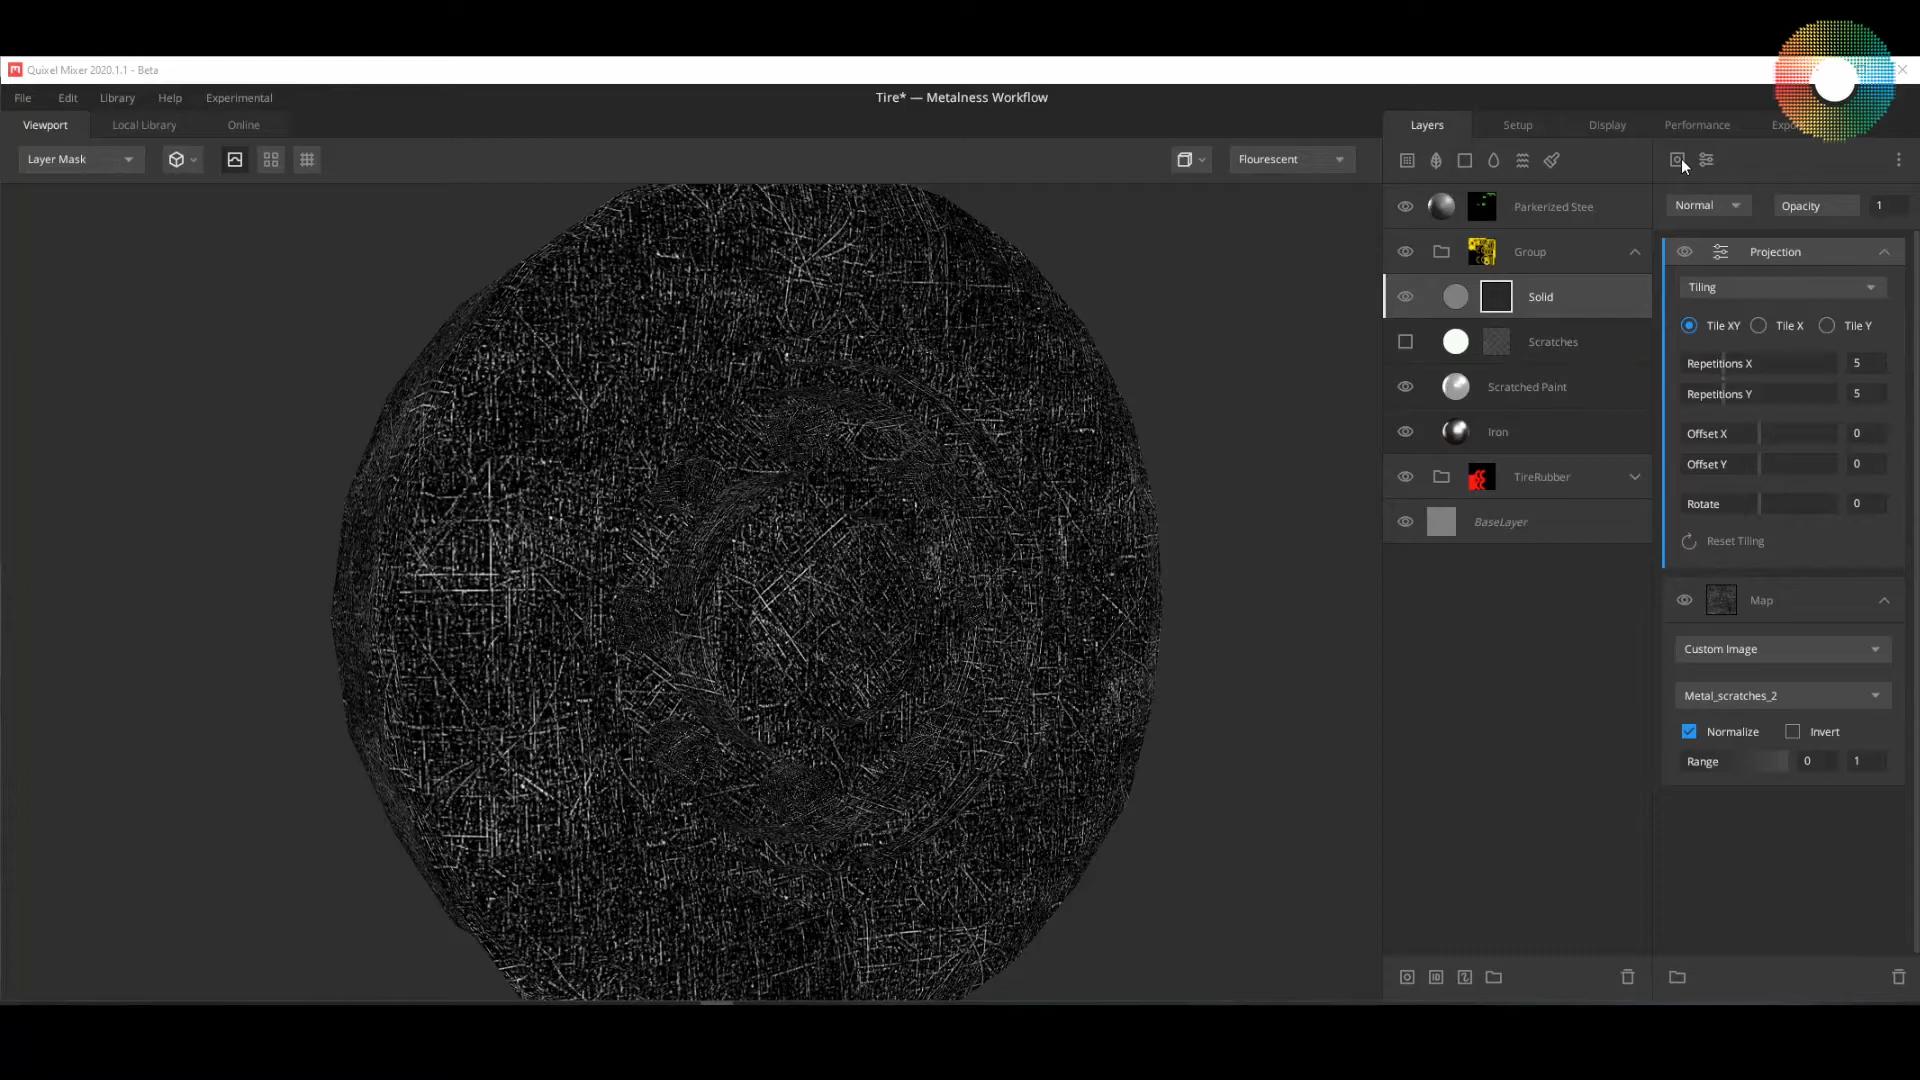 Quixel Mixer 2020.1.1 - Beta
File Edit Library Help Experimental
Tire* — Metalness Workflow
Viewport Local Library Online
Layers Setup Display Performance
Layer Mask
Flourescent
Parkerized Stee
Group
Solid
Scratches
Scratched Paint
Iron
TireRubber
BaseLayer
Normal Opacity 1
Projection
Tiling
Tile XY Tile X Tile Y
Repetitions X 5
Repetitions Y 5
Offset X 0
Offset Y 0
Rotate 0
Reset Tiling
Map
Custom Image
Metal_scratches_2
Normalize Invert
Range 0 1